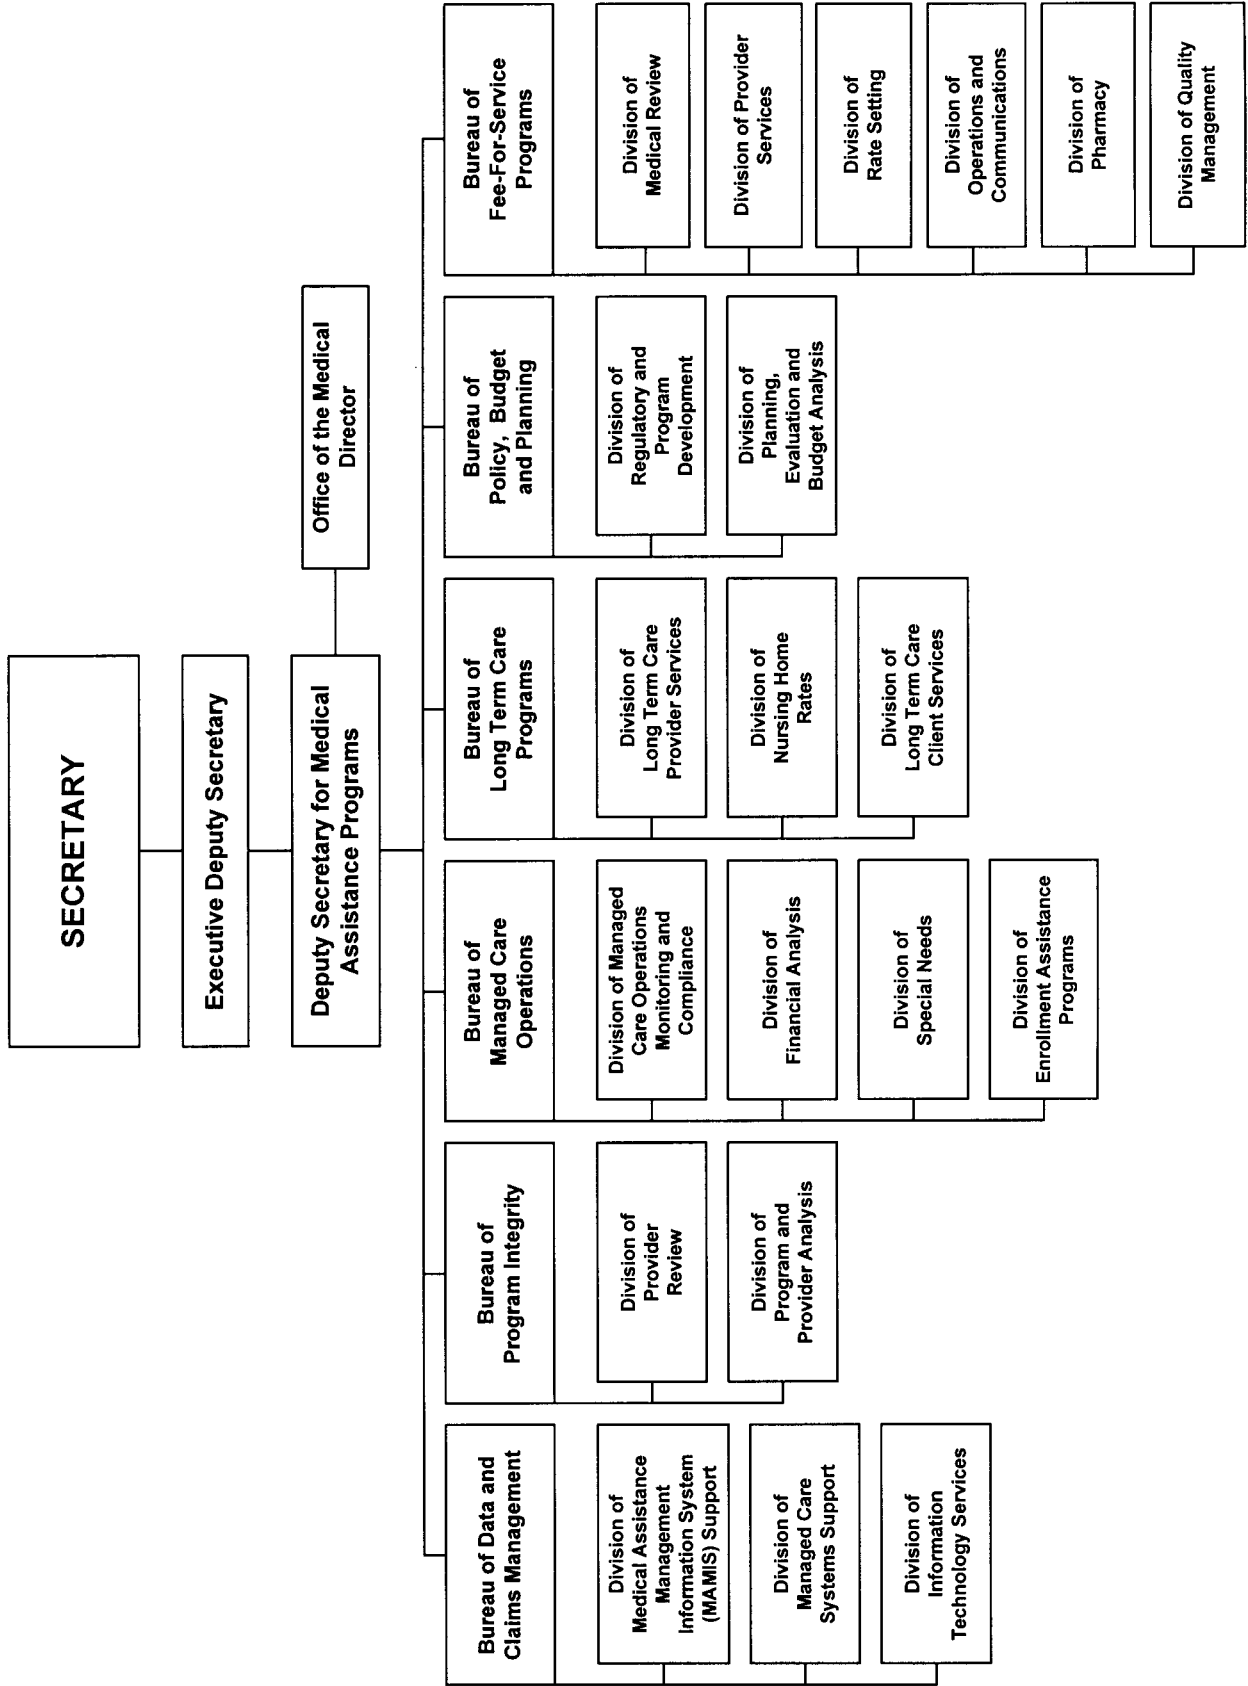 SECRETARY
Executive Deputy Secretary
Deputy Secretary for Medical
Assistance Programs
Office of the Medical
Director
Bureau of Data and
Claims Management
Division of
Medical Assistance
Management
Information System
(MAMIS) Support
Division of
Managed Care
Systems Support
Division of
Information
Technology Services
Bureau of
Program Integrity
Division of
Provider
Review
Division of
Program and
Provider Analysis
Bureau of
Managed Care
Operations
Division of Managed
Care Operations
Monitoring and
Compliance
Division of
Financial Analysis
Division of
Special Needs
Division of
Enrollment Assistance
Programs
Bureau of
Long Term Care
Programs
Division of
Long Term Care
Provider Services
Division of
Nursing Home
Rates
Division of
Long Term Care
Client Services
Bureau of
Policy, Budget
and Planning
Division of
Regulatory and
Program
Development
Division of
Planning,
Evaluation and
Budget Analysis
Bureau of
Fee-For-Service
Programs
Division of
Medical Review
Division of Provider
Services
Division of
Rate Setting
Division of
Operations and
Communications
Division of
Pharmacy
Division of Quality
Management